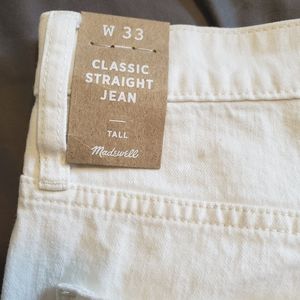 W 33
CLASSIC
STRAIGHT
JEAN
TALL
Madewell